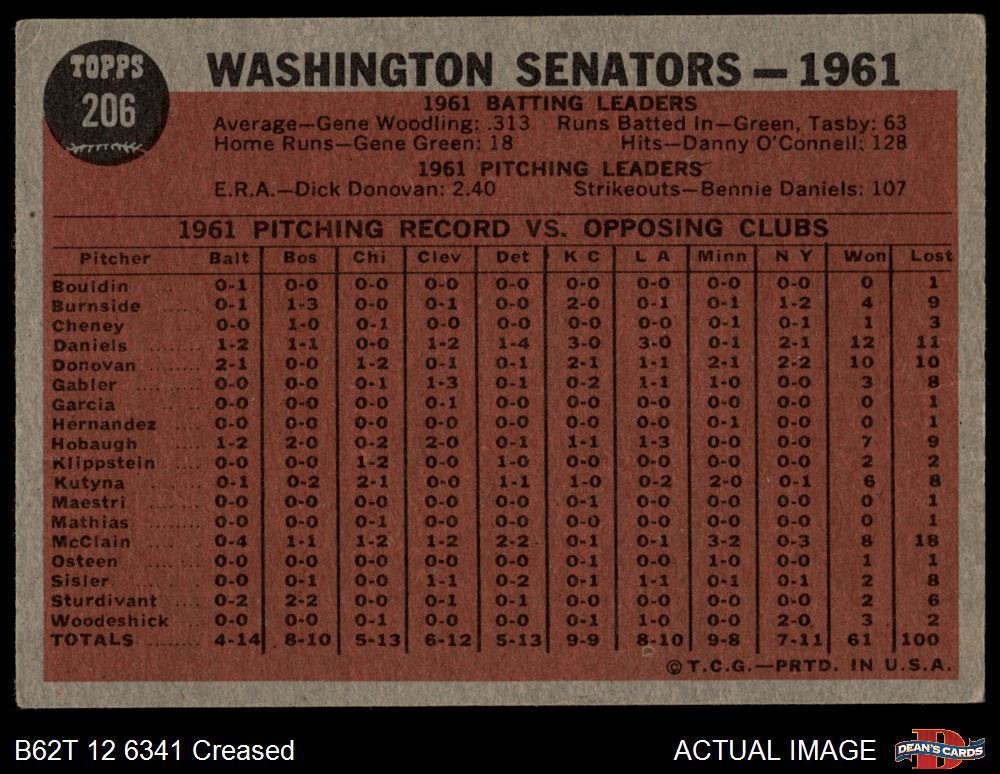 TOPPS
206
WASHINGTON SENATORS — 1961
1961 BATTING LEADERS
Average—Gene Woodling: .313 Runs Batted In—Green, Tasby: 63
Home Runs—Gene Green: 18 Hits—Danny O'Connell: 128
1961 PITCHING LEADERS
E.R.A.—Dick Donovan: 2.40 Strikeouts—Bennie Daniels: 107
1961 PITCHING RECORD VS. OPPOSING CLUBS
Pitcher Balt Bos Chi Clev Det K C L A Minn N Y Won Lost
Bouldin 0-1 0-0 0-0 0-0 0-0 0-0 0-0 0-0 0-0 0 1
Burnside 0-1 1-3 0-0 0-1 0-0 2-0 0-1 0-1 1-2 4 9
Cheney 0-0 1-0 0-1 0-0 0-0 0-0 0-0 0-1 0-1 1 3
Daniels 1-2 1-1 0-0 1-2 1-4 3-0 3-0 0-1 2-1 12 11
Donovan 2-1 0-0 1-2 0-1 0-1 2-1 1-1 2-1 2-2 10 10
Gabler 0-0 0-0 0-1 1-3 0-1 0-2 1-1 1-0 0-0 3 8
Garcia 0-0 0-0 0-0 0-1 0-0 0-0 0-0 0-0 0-0 0 1
Hernandez 0-0 0-0 0-0 0-0 0-0 0-0 0-0 0-1 0-0 0 1
Hobaugh 1-2 2-0 0-2 2-0 0-1 1-1 1-3 0-0 0-0 7 9
Klippstein 0-0 0-0 1-2 0-0 1-0 0-0 0-0 0-0 0-0 2 2
Kutyna 0-1 0-2 2-1 0-0 1-1 1-0 0-2 2-0 0-1 6 8
Maestri 0-0 0-0 0-0 0-0 0-0 0-1 0-0 0-0 0-0 0 1
Mathias 0-0 0-0 0-1 0-0 0-0 0-0 0-0 0-0 0-0 0 1
McClain 0-4 1-1 1-2 1-2 2-2 0-1 0-1 3-2 0-3 8 18
Osteen 0-0 0-0 0-0 0-0 0-0 0-1 0-0 1-0 0-0 1 1
Sisler 0-0 0-1 0-0 1-1 0-2 0-1 1-1 0-1 0-1 2 8
Sturdivant 0-2 2-2 0-0 0-1 0-1 0-0 0-0 0-0 0-0 2 6
Woodeshick 0-0 0-0 0-1 0-0 0-0 0-1 1-0 0-0 2-0 3 2
TOTALS 4-14 8-10 5-13 6-12 5-13 9-9 8-10 9-8 7-11 61 100
©T.C.G.—PRTD. IN U.S.A.
B62T 12 6341 Creased
ACTUAL IMAGE
D
DEAN'S CARDS